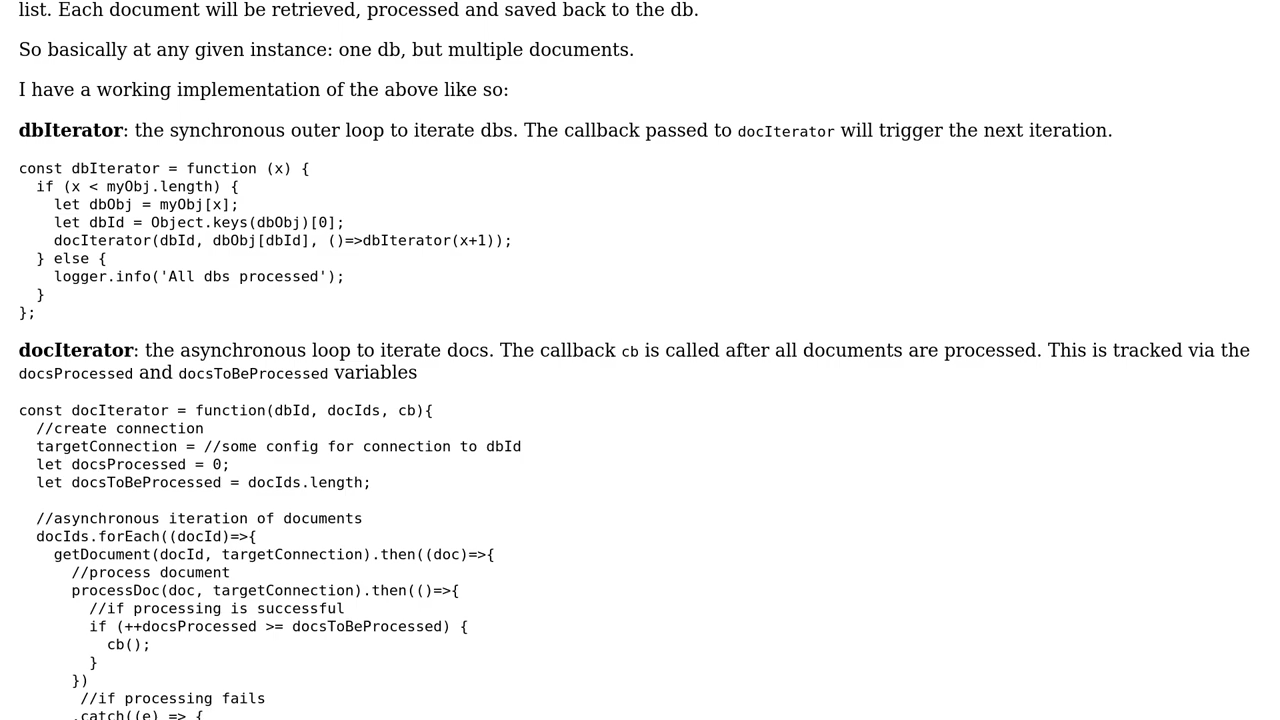 list. Each document will be retrieved, processed and saved back to the db.
So basically at any given instance: one db, but multiple documents.
I have a working implementation of the above like so:
dbIterator: the synchronous outer loop to iterate dbs. The callback passed to docIterator will trigger the next iteration.
const dbIterator = function (x) {
  if (x < myObj.length) {
    let dbObj = myObj[x];
    let dbId = Object.keys(dbObj)[0];
    docIterator(dbId, dbObj[dbId], ()=>dbIterator(x+1));
  } else {
    logger.info('All dbs processed');
  }
};
docIterator: the asynchronous loop to iterate docs. The callback cb is called after all documents are processed. This is tracked via the
docsProcessed and docsToBeProcessed variables
const docIterator = function(dbId, docIds, cb){
  //create connection
  targetConnection = //some config for connection to dbId
  let docsProcessed = 0;
  let docsToBeProcessed = docIds.length;

  //asynchronous iteration of documents
  docIds.forEach((docId)=>{
    getDocument(docId, targetConnection).then((doc)=>{
      //process document
      processDoc(doc, targetConnection).then(()=>{
        //if processing is successful
        if (++docsProcessed >= docsToBeProcessed) {
          cb();
        }
      })
       //if processing fails
      .catch((e) => {